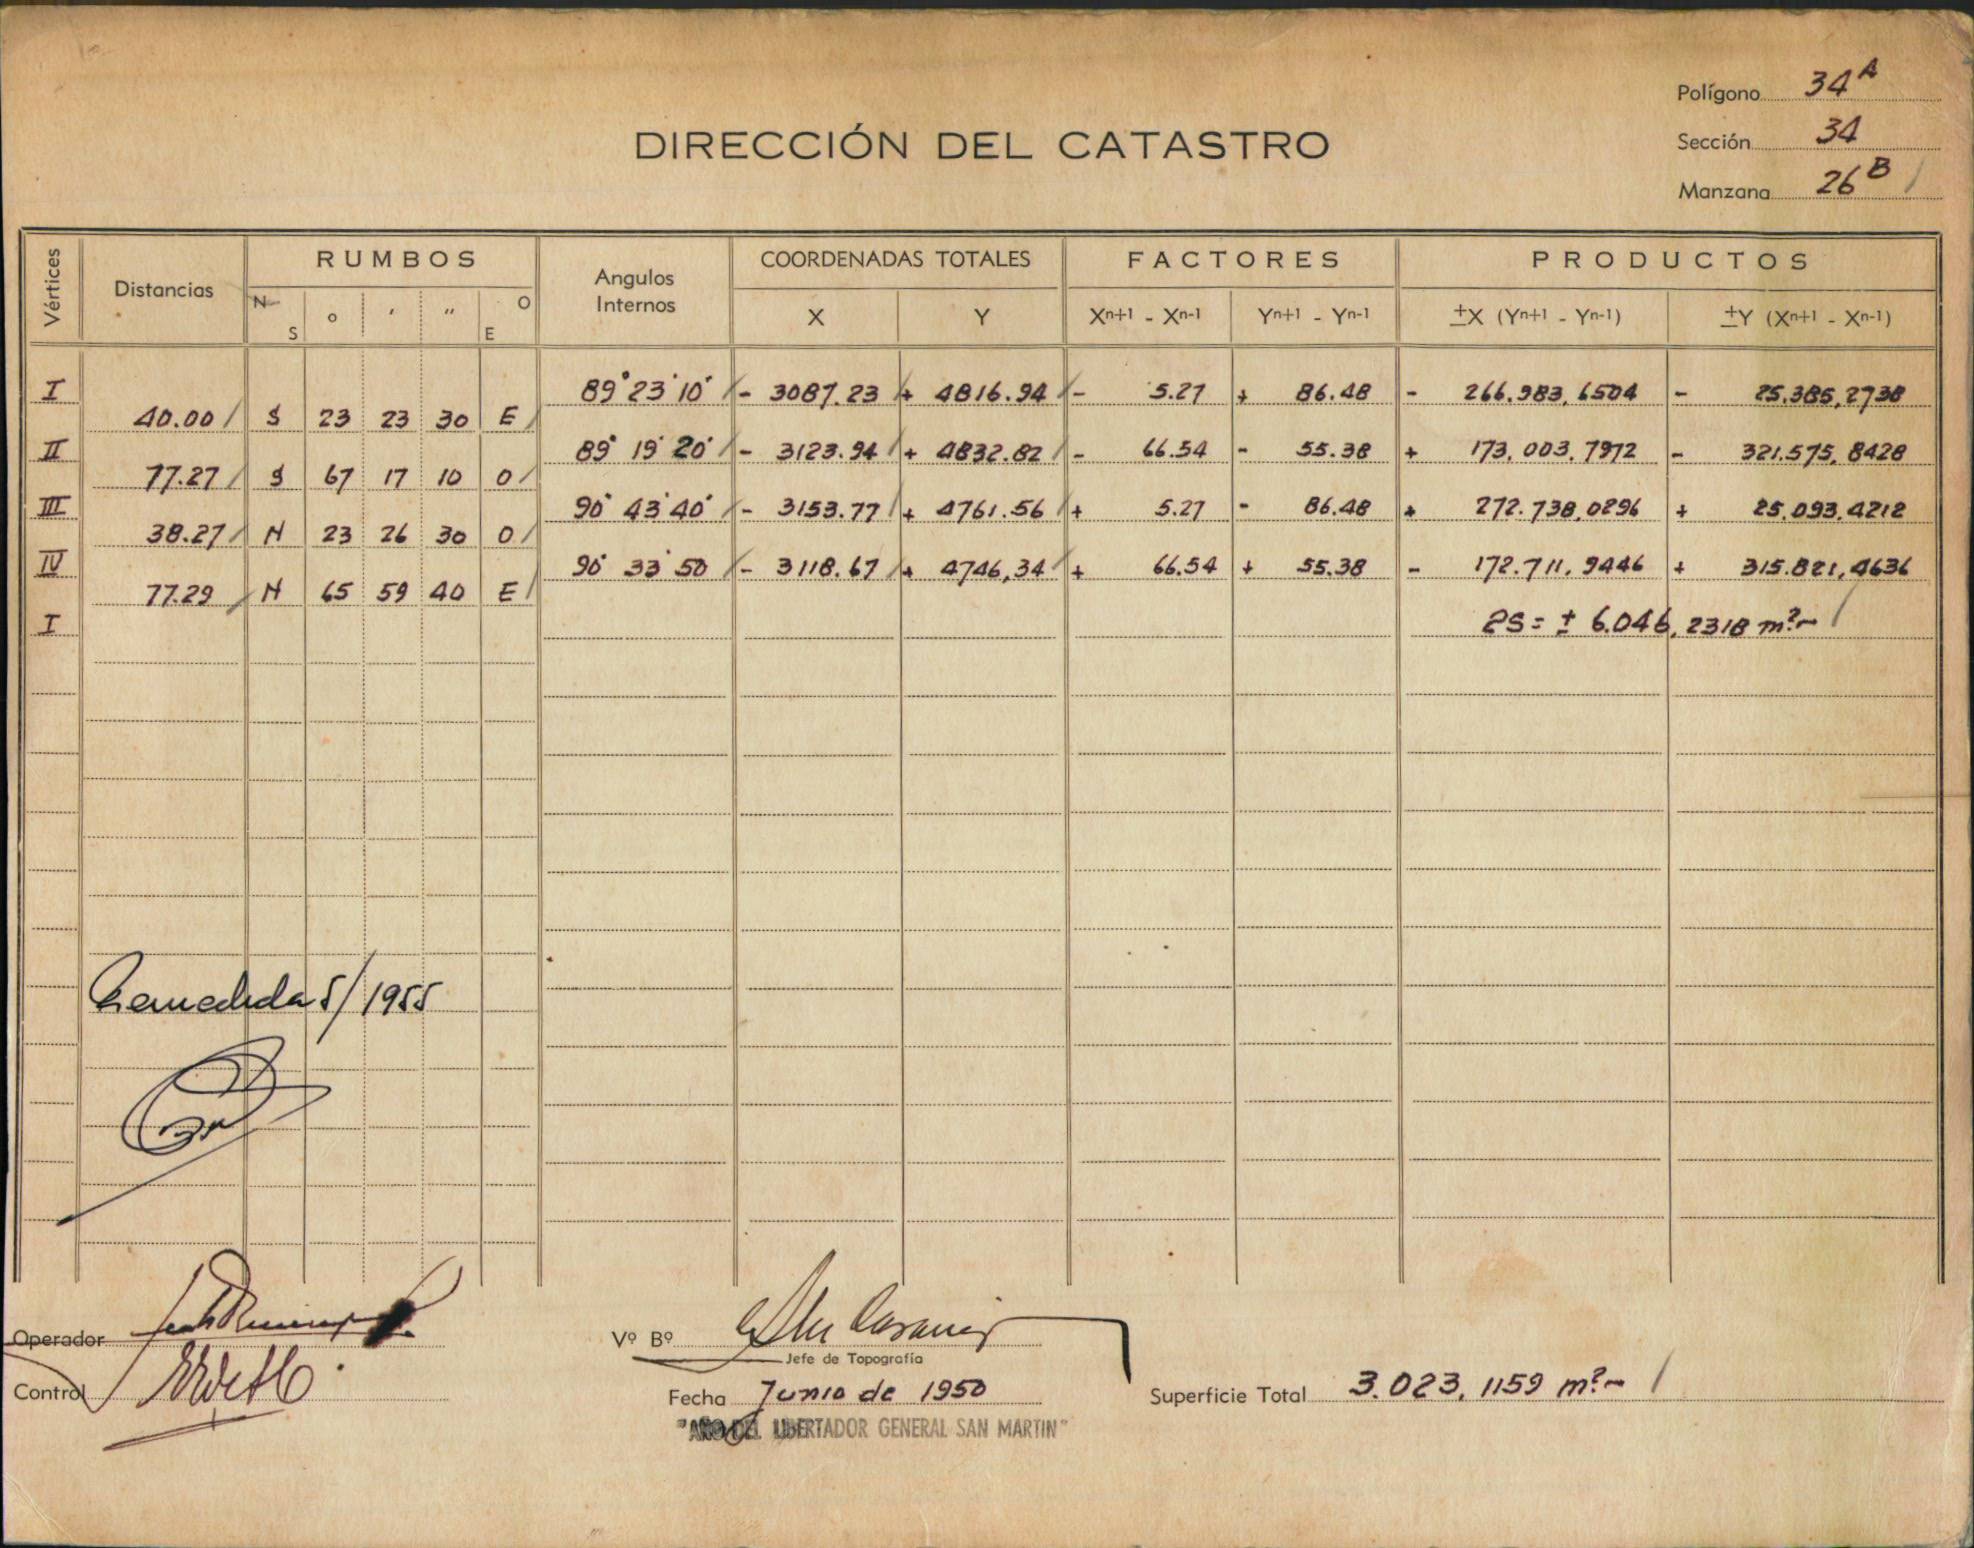 Polígono 34 A
DIRECCIÓN DEL CATASTRO
Sección 34
Manzana 26 B /
Vértices Distancias RUMBOS Angulos Internos COORDENADAS TOTALES FACTORES PRODUCTOS
N S ° ' " O E X Y Xn+1 - Xn-1 Yn+1 - Yn-1 ±X (Yn+1 - Yn-1) ±Y (Xn+1 - Xn-1)
I 89° 23' 10" / - 3087.23 / + 4816.94 / - 5.27 + 86.48 - 266.983,6504 - 25.385,2738
40.00 / S 23 23 30 E /
II 89° 19' 20" / - 3123.94 / + 4832.82 / - 66.54 - 55.38 + 173,003.7972 - 321.575,8428
77.27 / S 67 17 10 O /
III 90° 43' 40" / - 3153.77 / + 4761.56 / + 5.27 - 86.48 + 272.738,0296 + 25.093,4212
38.27 / N 23 26 30 O /
IV 90° 33' 50" / - 3118.67 / + 4746,34 / + 66.54 + 55.38 - 172.711,9446 + 315.821,4636
77.29 / N 65 59 40 E /
I 2S = ± 6.046,2318 m² /
Remedida 5/1955
Operador
Vº Bº
Jefe de Topografía
Control
Fecha Junio de 1950
Superficie Total 3.023,1159 m² /
"AÑO DEL LIBERTADOR GENERAL SAN MARTIN"